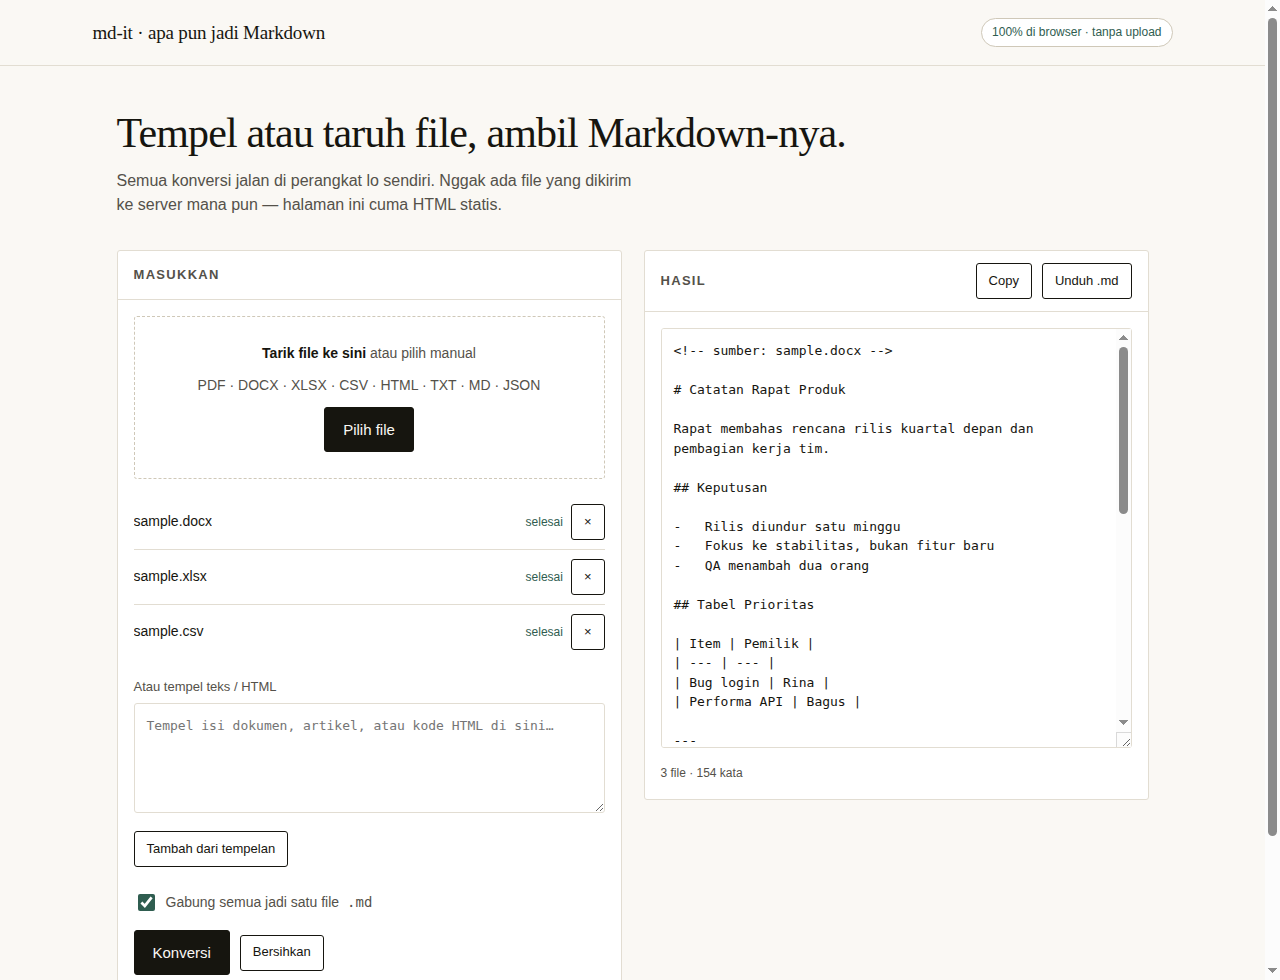 md-it · apa pun jadi Markdown
100% di browser · tanpa upload
Tempel atau taruh file, ambil Markdown-nya.
Semua konversi jalan di perangkat lo sendiri. Nggak ada file yang dikirim
ke server mana pun — halaman ini cuma HTML statis.
MASUKKAN
Tarik file ke sini atau pilih manual
PDF · DOCX · XLSX · CSV · HTML · TXT · MD · JSON
Pilih file
sample.docx selesai ×
sample.xlsx selesai ×
sample.csv selesai ×
Atau tempel teks / HTML
Tempel isi dokumen, artikel, atau kode HTML di sini…
Tambah dari tempelan
Gabung semua jadi satu file .md
Konversi Bersihkan
HASIL Copy Unduh .md
<!-- sumber: sample.docx -->
# Catatan Rapat Produk
Rapat membahas rencana rilis kuartal depan dan
pembagian kerja tim.
## Keputusan
-   Rilis diundur satu minggu
-   Fokus ke stabilitas, bukan fitur baru
-   QA menambah dua orang
## Tabel Prioritas
| Item | Pemilik |
| --- | --- |
| Bug login | Rina |
| Performa API | Bagus |
---
3 file · 154 kata